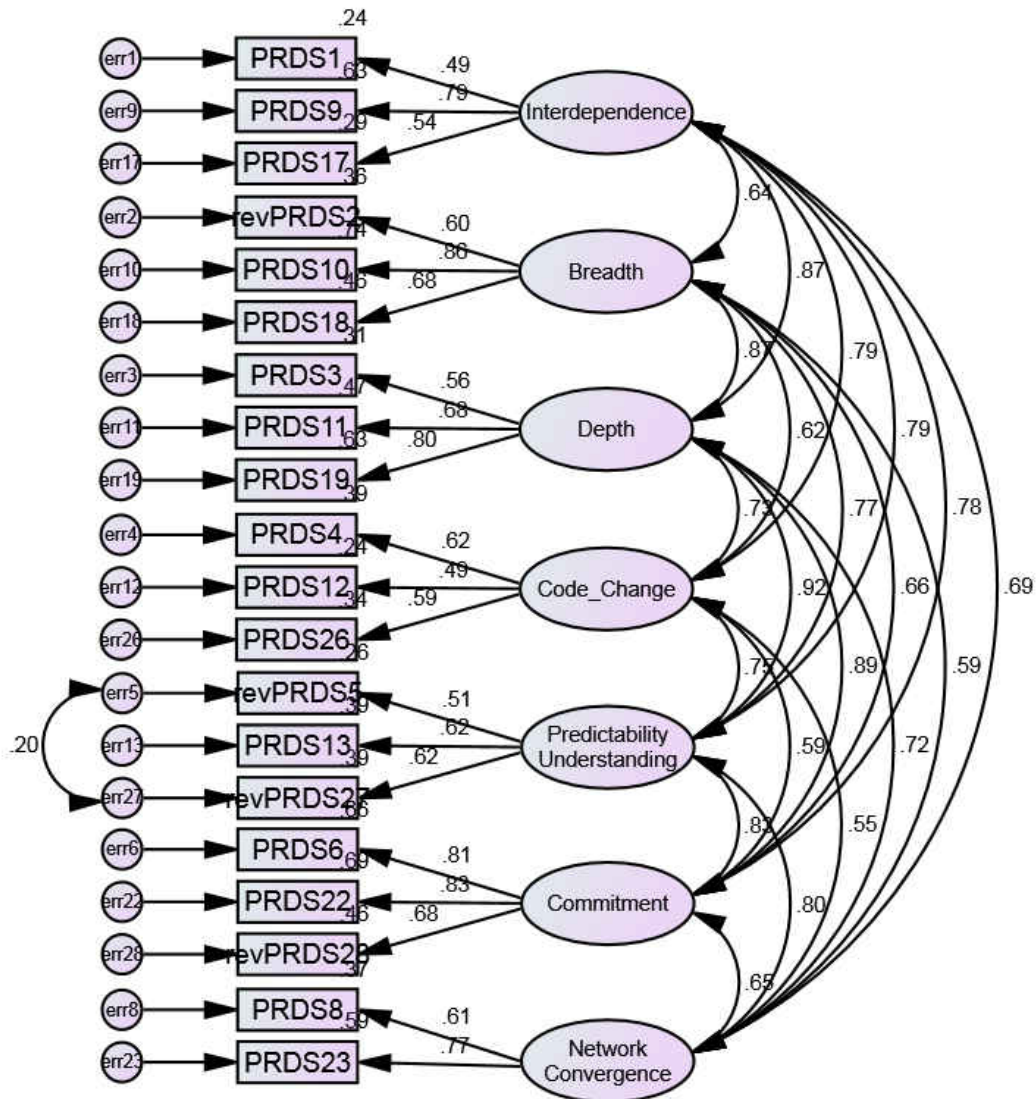 .24
err1
PRDS1
.49
.63
err9
PRDS9
.79
Interdependence
.29
err17
PRDS17
.54
.36
.64
err2
revPRDS2
.60
.74
err10
PRDS10
.86
Breadth
.87
.46
err18
PRDS18
.68
.31
.87
.79
err3
PRDS3
.56
.47
err11
PRDS11
.68
Depth
.62
.79
.63
err19
PRDS19
.80
.39
.73
.77
.78
err4
PRDS4
.62
.24
err12
PRDS12
.49
Code_Change
.92
.66
.69
.34
err26
PRDS26
.59
.26
.75
.89
.59
err5
revPRDS5
.51
.39
.20
err13
PRDS13
.62
Predictability
Understanding
.59
.72
.39
err27
revPRDS27
.62
.66
.83
.55
err6
PRDS6
.81
.69
err22
PRDS22
.83
Commitment
.80
.46
err28
revPRDS28
.68
.37
.65
err8
PRDS8
.61
.59
err23
PRDS23
.77
Network
Convergence